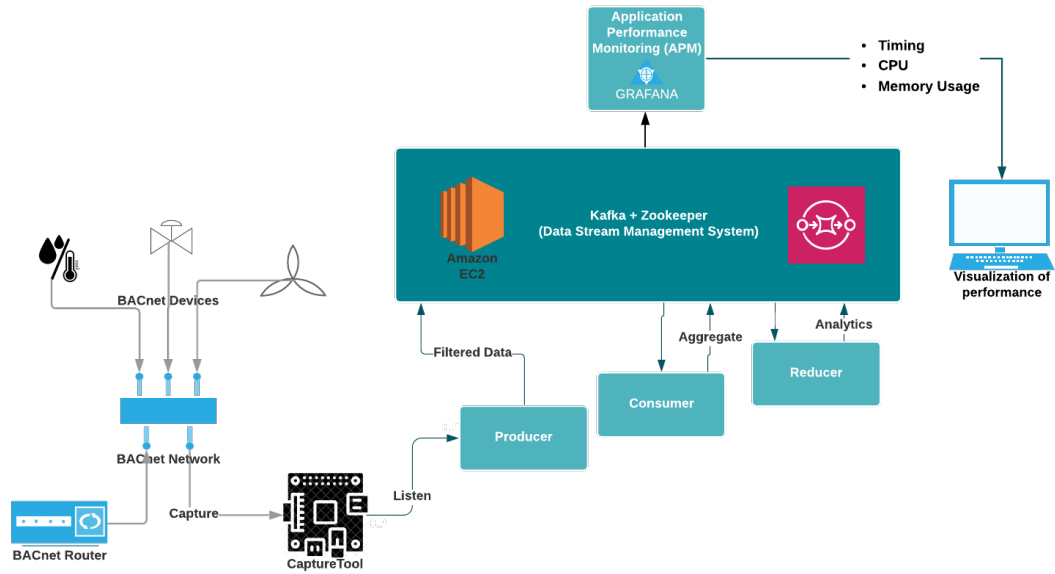 Application
Performance
Monitoring (APM)
GRAFANA
Timing
CPU
Memory Usage
Kafka + Zookeeper
(Data Stream Management System)
Amazon
EC2
Visualization of
performance
BACnet Devices
Filtered Data
Aggregate
Analytics
Reducer
Consumer
Producer
BACnet Network
Listen
Capture
BACnet Router
CaptureTool